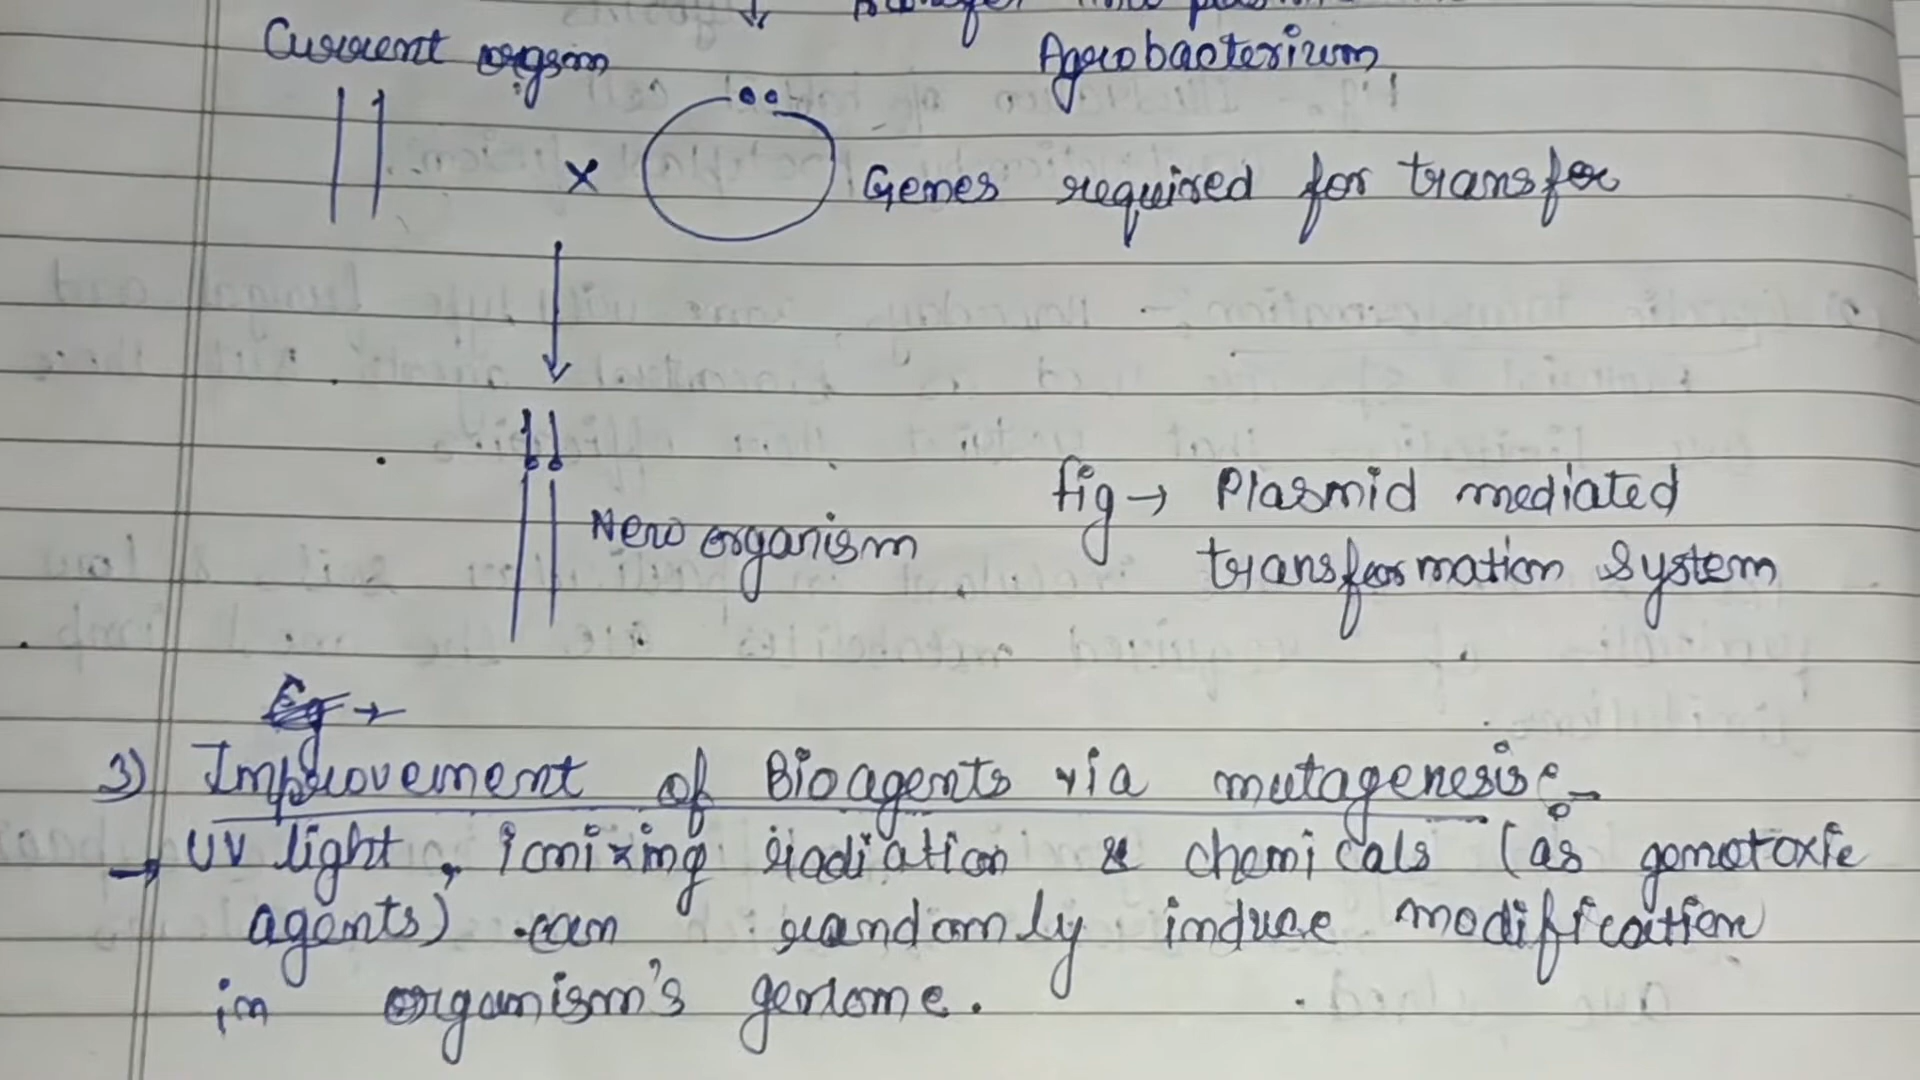 Agrobacterium
Current orgsim
x Genes required for transfer
New organism
fig → Plasmid mediated
transformation system
Eg →
3) Improvement of Bioagents via mutagenesis :-
→ UV light, ionizing radiation & chemicals (as genotoxic
agents) can randomly induce modification
in organism's genome.